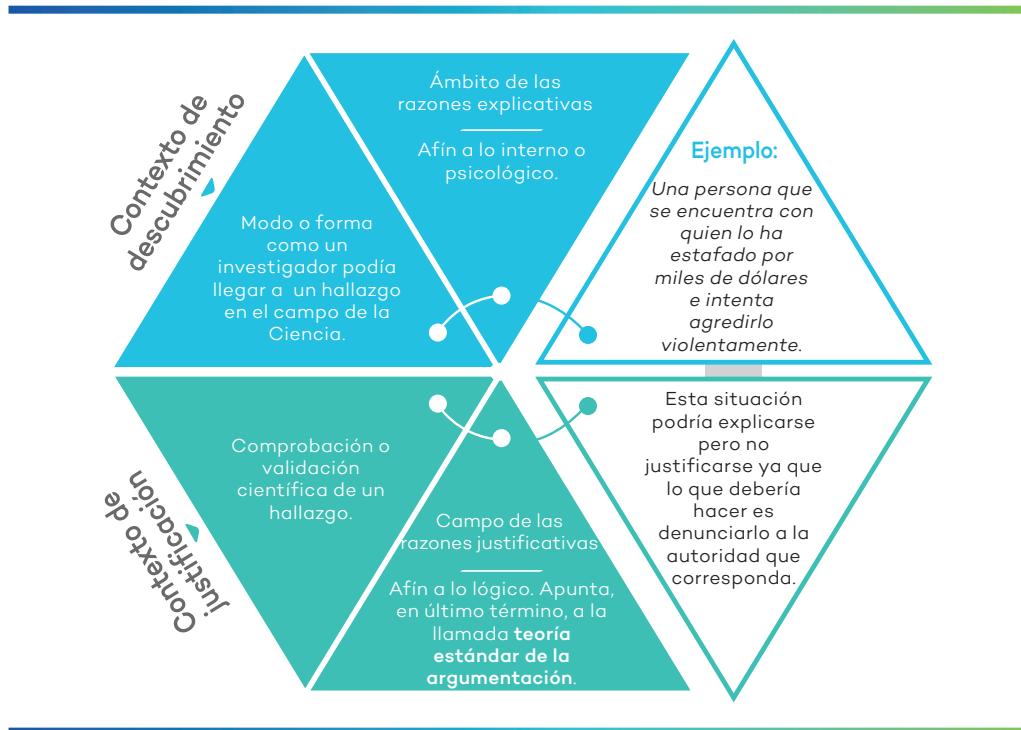 Contexto de
descubrimiento
Modo o forma
como un
investigador podía
llegar a un hallazgo
en el campo de la
Ciencia.
Ámbito de las
razones explicativas
Afín a lo interno o
psicológico.
Ejemplo:
Una persona que
se encuentra con
quien lo ha
estafado por
miles de dólares
e intenta
agredirlo
violentamente.
Contexto de
justificación
Comprobación o
validación
científica de un
hallazgo.
Campo de las
razones justificativas
Afín a lo lógico. Apunta,
en último término, a la
llamada teoría
estándar de la
argumentación.
Esta situación
podría explicarse
pero no
justificarse ya que
lo que debería
hacer es
denunciarlo a la
autoridad que
corresponda.